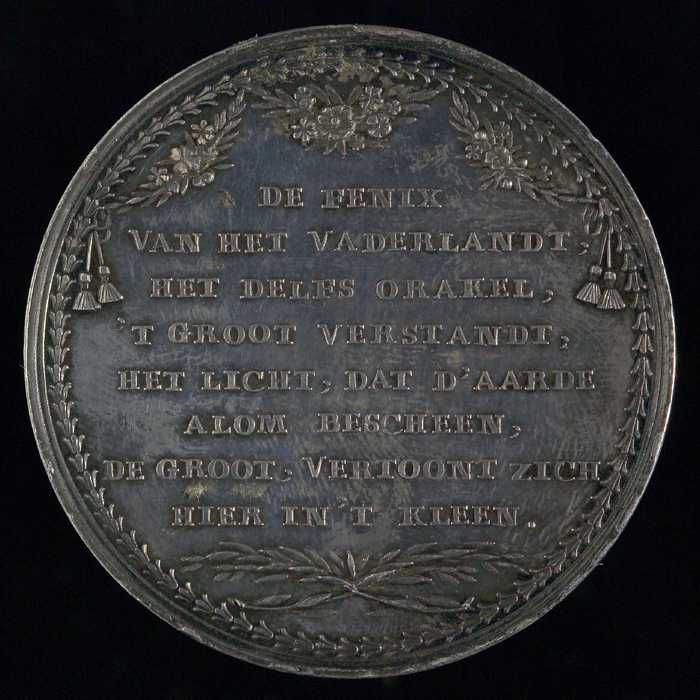 DE FENIX
VAN HET VADERLANDT,
HET DELFS ORAKEL,
'T GROOT VERSTANDT,
HET LICHT, DAT D'AARDE
ALOM BESCHEEN,
DE GROOT, VERTOONT ZICH
HIER IN 'T KLEEN.